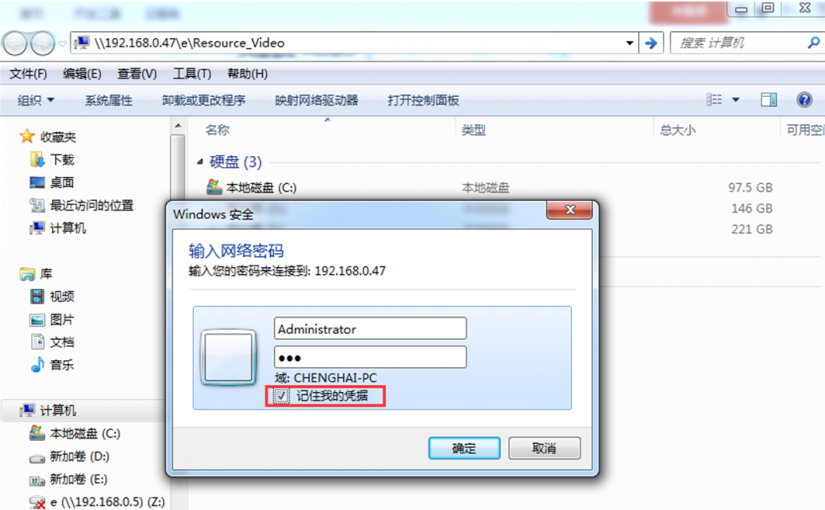 \\192.168.0.47\e\Resource_Video
搜索 计算机
文件(F) 编辑(E) 查看(V) 工具(T) 帮助(H)
组织 系统属性 卸载或更改程序 映射网络驱动器 打开控制面板
名称 类型 总大小 可用空间
收藏夹
下载
桌面
最近访问的位置
计算机
库
视频
图片
文档
音乐
计算机
本地磁盘 (C:)
新加卷 (D:)
新加卷 (E:)
e (\\192.168.0.5) (Z:)
硬盘 (3)
本地磁盘 (C:) 本地磁盘 97.5 GB
146 GB
221 GB
Windows 安全
输入网络密码
输入您的密码来连接到: 192.168.0.47
Administrator
●●●
域: CHENGHAI-PC
记住我的凭据
确定 取消